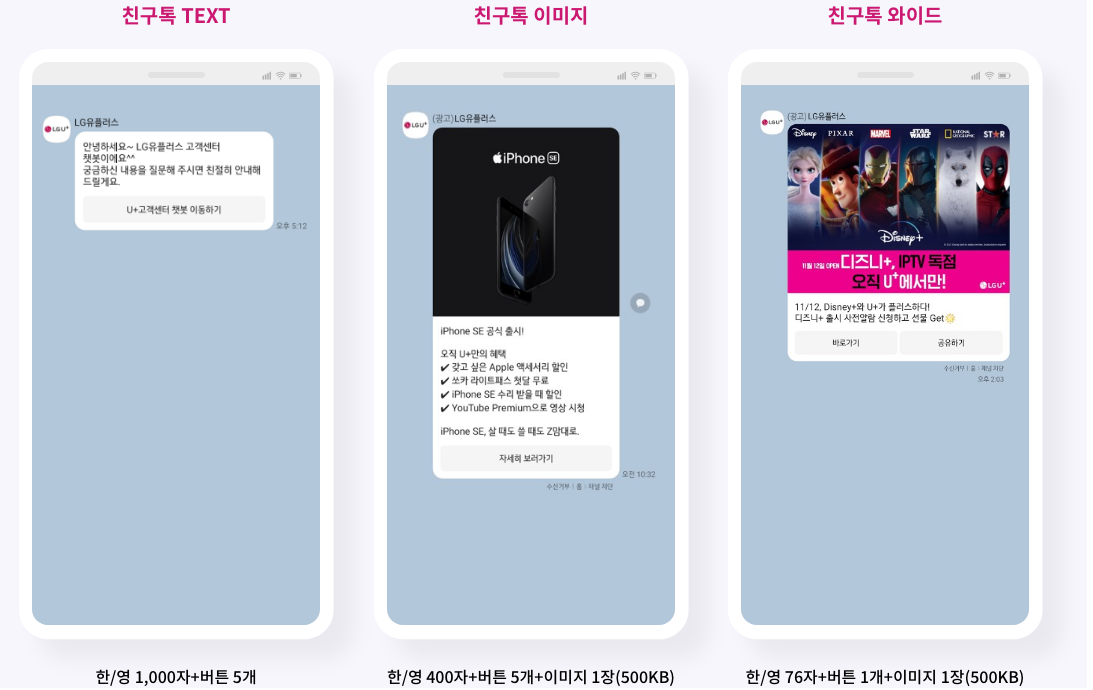 친구톡 TEXT
LG유플러스
LG U+
안녕하세요~ LG유플러스 고객센터
챗봇이에요^^
궁금하신 내용을 질문해 주시면 친절히 안내해
드릴게요.
U+고객센터 챗봇 이동하기
오후 5:12
한/영 1,000자+버튼 5개
친구톡 이미지
(광고)LG유플러스
LG U+
iPhone SE
iPhone SE 공식 출시!
오직 U+만의 혜택
✔ 갖고 싶은 Apple 액세서리 할인
✔ 쏘카 라이트패스 첫달 무료
✔ iPhone SE 수리 받을 때 할인
✔ YouTube Premium으로 영상 시청
iPhone SE, 살 때도 쓸 때도 Z맘대로.
자세히 보러가기
오전 10:32
수신거부 | 홈 : 채널 차단
한/영 400자+버튼 5개+이미지 1장(500KB)
친구톡 와이드
(광고)LG유플러스
LG U+
Disney PIXAR MARVEL STAR WARS NATIONAL GEOGRAPHIC ST★R
Disney+
11월 12일 OPEN 디즈니+, IPTV 독점
오직 U+에서만!
LG U+
11/12, Disney+와 U+가 플러스하다!
디즈니+ 출시 사전알람 신청하고 선물 Get
바로가기
공유하기
수신거부 | 홈 : 채널 차단
오후 2:03
한/영 76자+버튼 1개+이미지 1장(500KB)